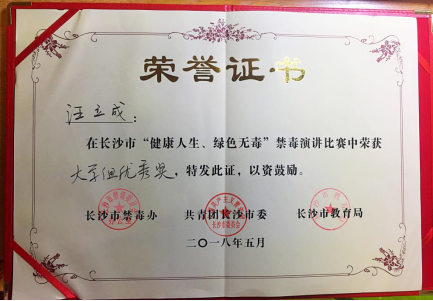 荣誉证书
汪立成：
在长沙市“健康人生、绿色无毒”禁毒演讲比赛中荣获
大学组优秀奖，特发此证，以资鼓励。
长沙市禁毒办 共青团长沙市委 长沙市教育局
二〇一八年五月